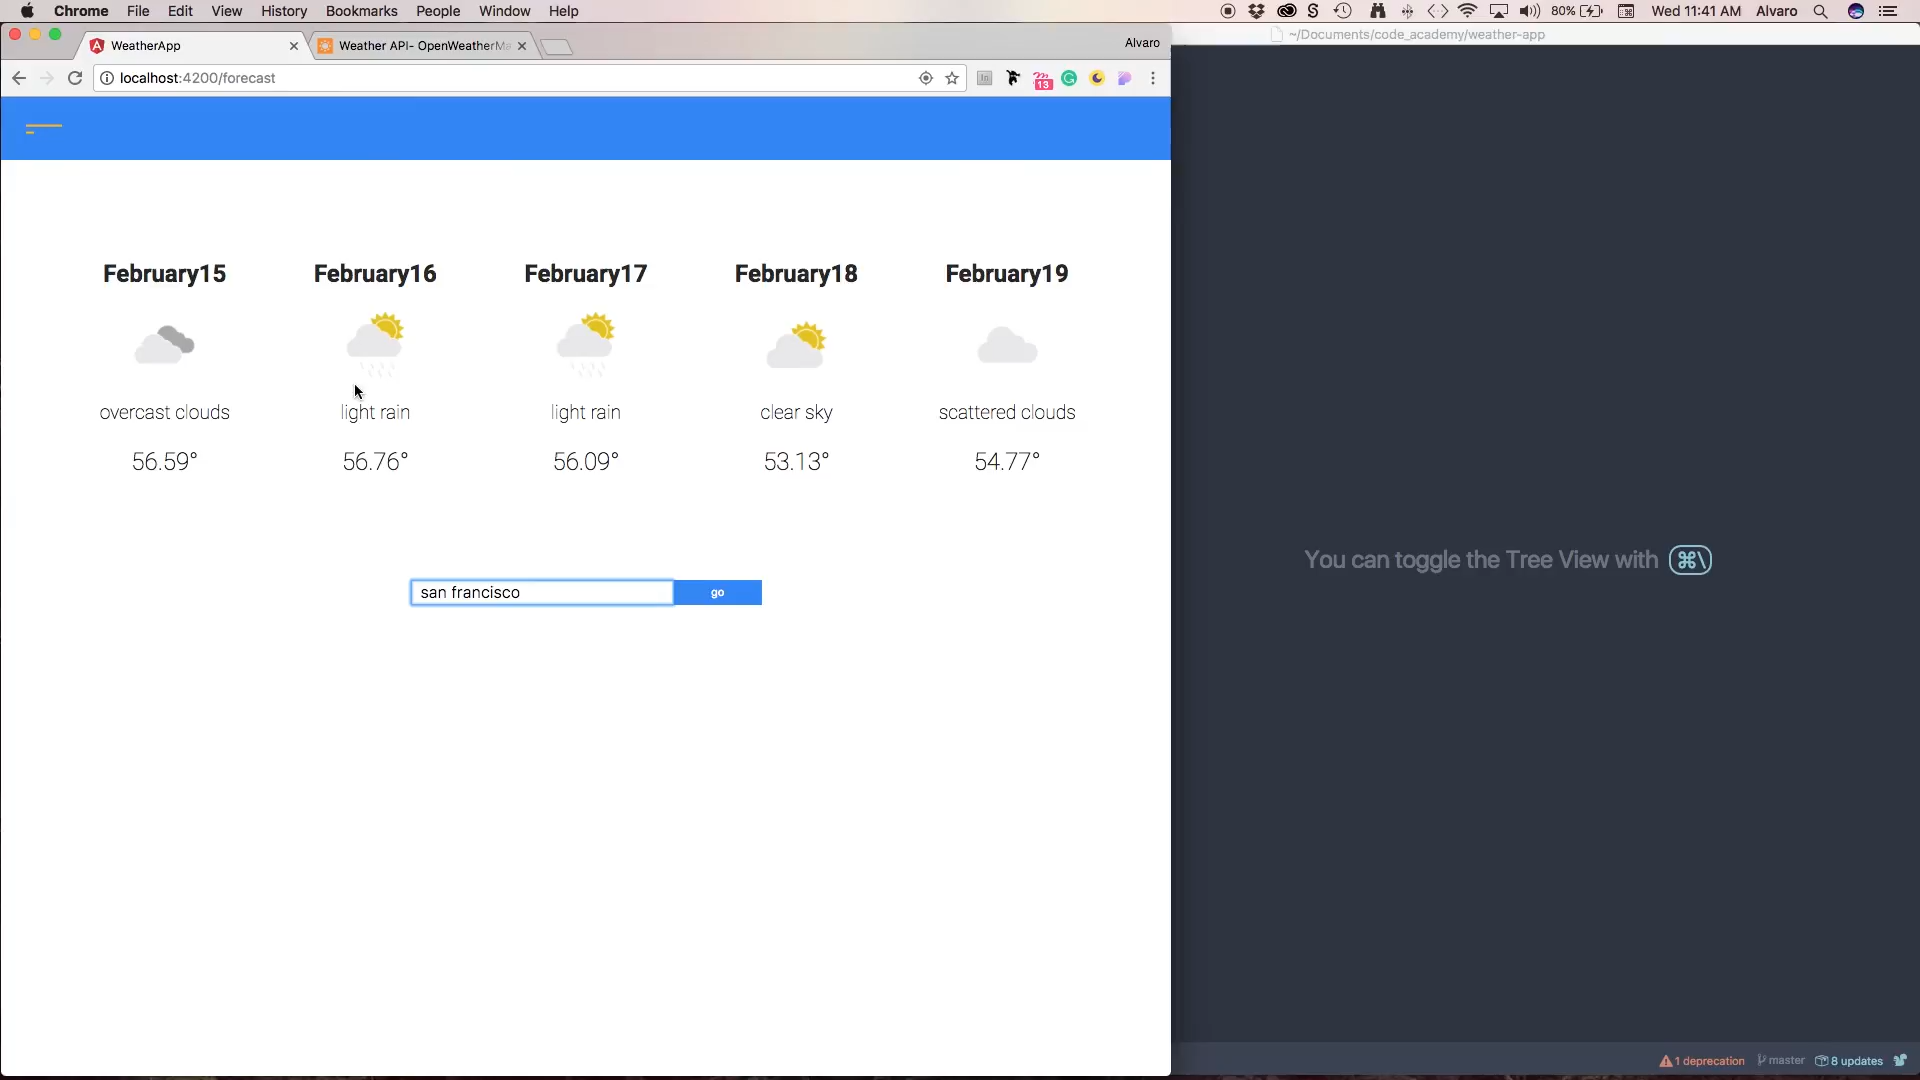 Chrome File Edit View History Bookmarks People Window Help 80% Wed 11:41 AM Alvaro
WeatherApp Weather API- OpenWeatherMa Alvaro
~/Documents/code_academy/weather-app
localhost:4200/forecast 13
February15 February16 February17 February18 February19
overcast clouds light rain light rain clear sky scattered clouds
56.59° 56.76° 56.09° 53.13° 54.77°
You can toggle the Tree View with ⌘\
san francisco go
1 deprecation master 8 updates